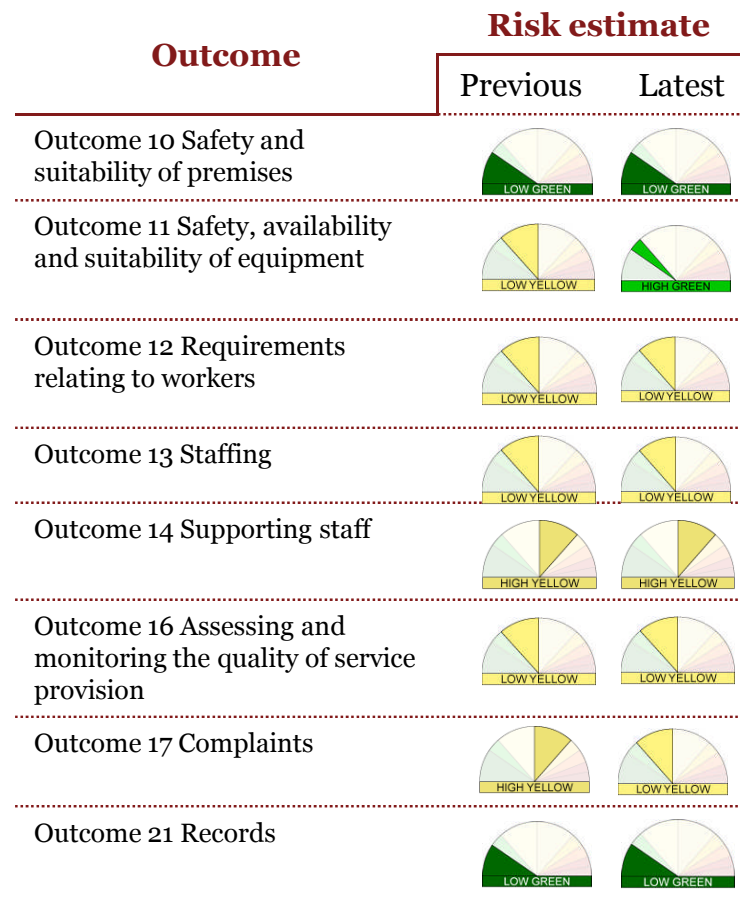 Outcome
Risk estimate
Previous Latest
Outcome 10 Safety and
suitability of premises
LOW GREEN LOW GREEN
Outcome 11 Safety, availability
and suitability of equipment
LOW YELLOW HIGH GREEN
Outcome 12 Requirements
relating to workers
LOW YELLOW LOW YELLOW
Outcome 13 Staffing
LOW YELLOW LOW YELLOW
Outcome 14 Supporting staff
HIGH YELLOW HIGH YELLOW
Outcome 16 Assessing and
monitoring the quality of service
provision
LOW YELLOW LOW YELLOW
Outcome 17 Complaints
HIGH YELLOW LOW YELLOW
Outcome 21 Records
LOW GREEN LOW GREEN